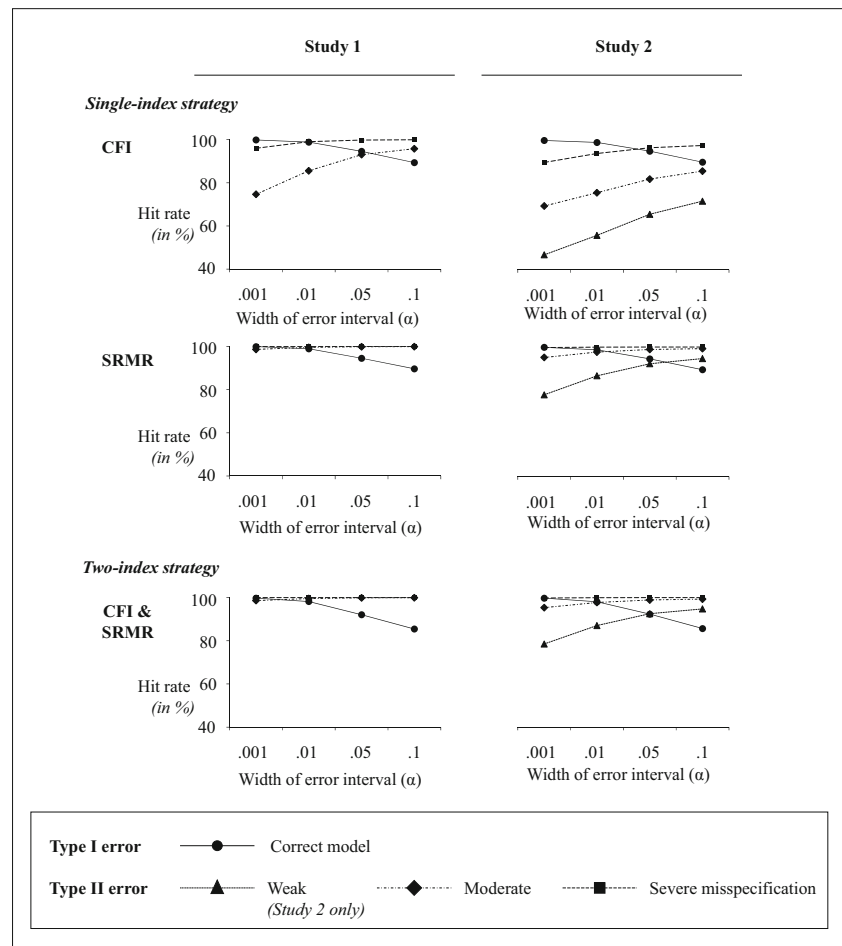 Study 1
Study 2
Single-index strategy
CFI
100
80
60
40
Hit rate
(in %)
.001 .01 .05 .1
Width of error interval (α)
.001 .01 .05 .1
Width of error interval (α)
SRMR
100
80
60
40
Hit rate
(in %)
.001 .01 .05 .1
Width of error interval (α)
.001 .01 .05 .1
Width of error interval (α)
Two-index strategy
CFI &
SRMR
100
80
60
40
Hit rate
(in %)
.001 .01 .05 .1
Width of error interval (α)
.001 .01 .05 .1
Width of error interval (α)
Type I error Correct model
Type II error Weak Moderate Severe misspecification
(Study 2 only)